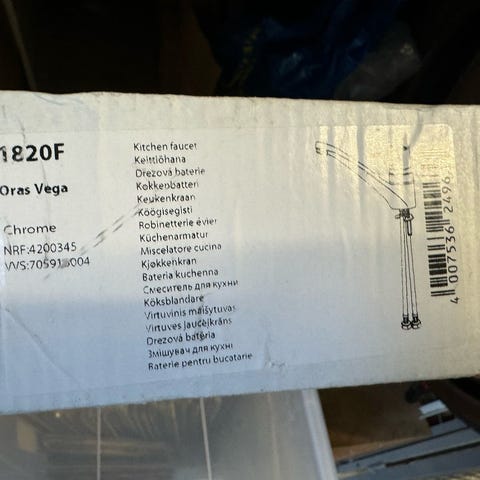 1820F
Oras Vega
Chrome
NRF:4200345
Kitchen faucet
Keittiöhana
Drezová baterie
Køkkenbatteri
Keukenkraan
Köögisegisti
Robinetterie évier
Küchenarmatur
Miscelatore cucina
Kjøkkenkran
Bateria kuchenna
Смеситель для кухни
Köksblandare
Virtuvinis maišytuvas
Virtuves jaucējkrāns
Drezová batéria
Змішувач для кухні
Baterie pentru bucatarie